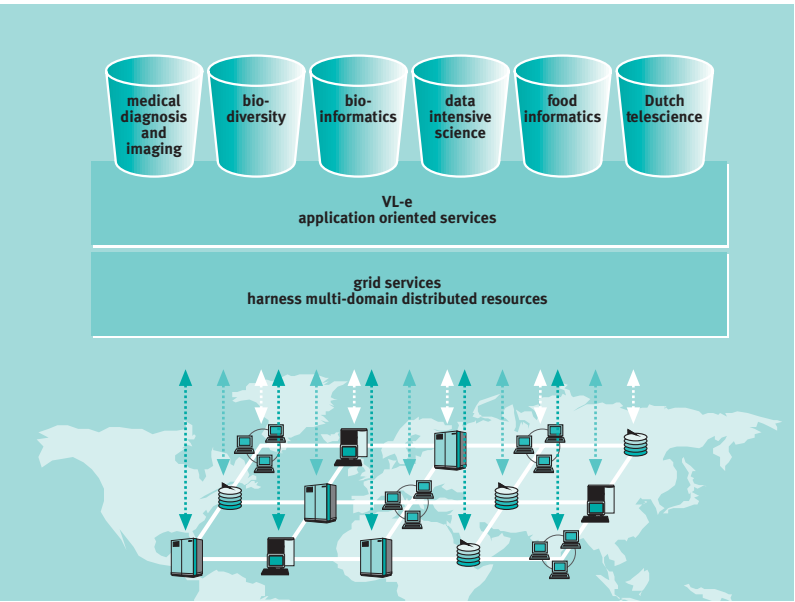 medical
diagnosis
and
imaging
bio-
diversity
bio-
informatics
data
intensive
science
food
informatics
Dutch
telescience
VL-e
application oriented services
grid services
harness multi-domain distributed resources